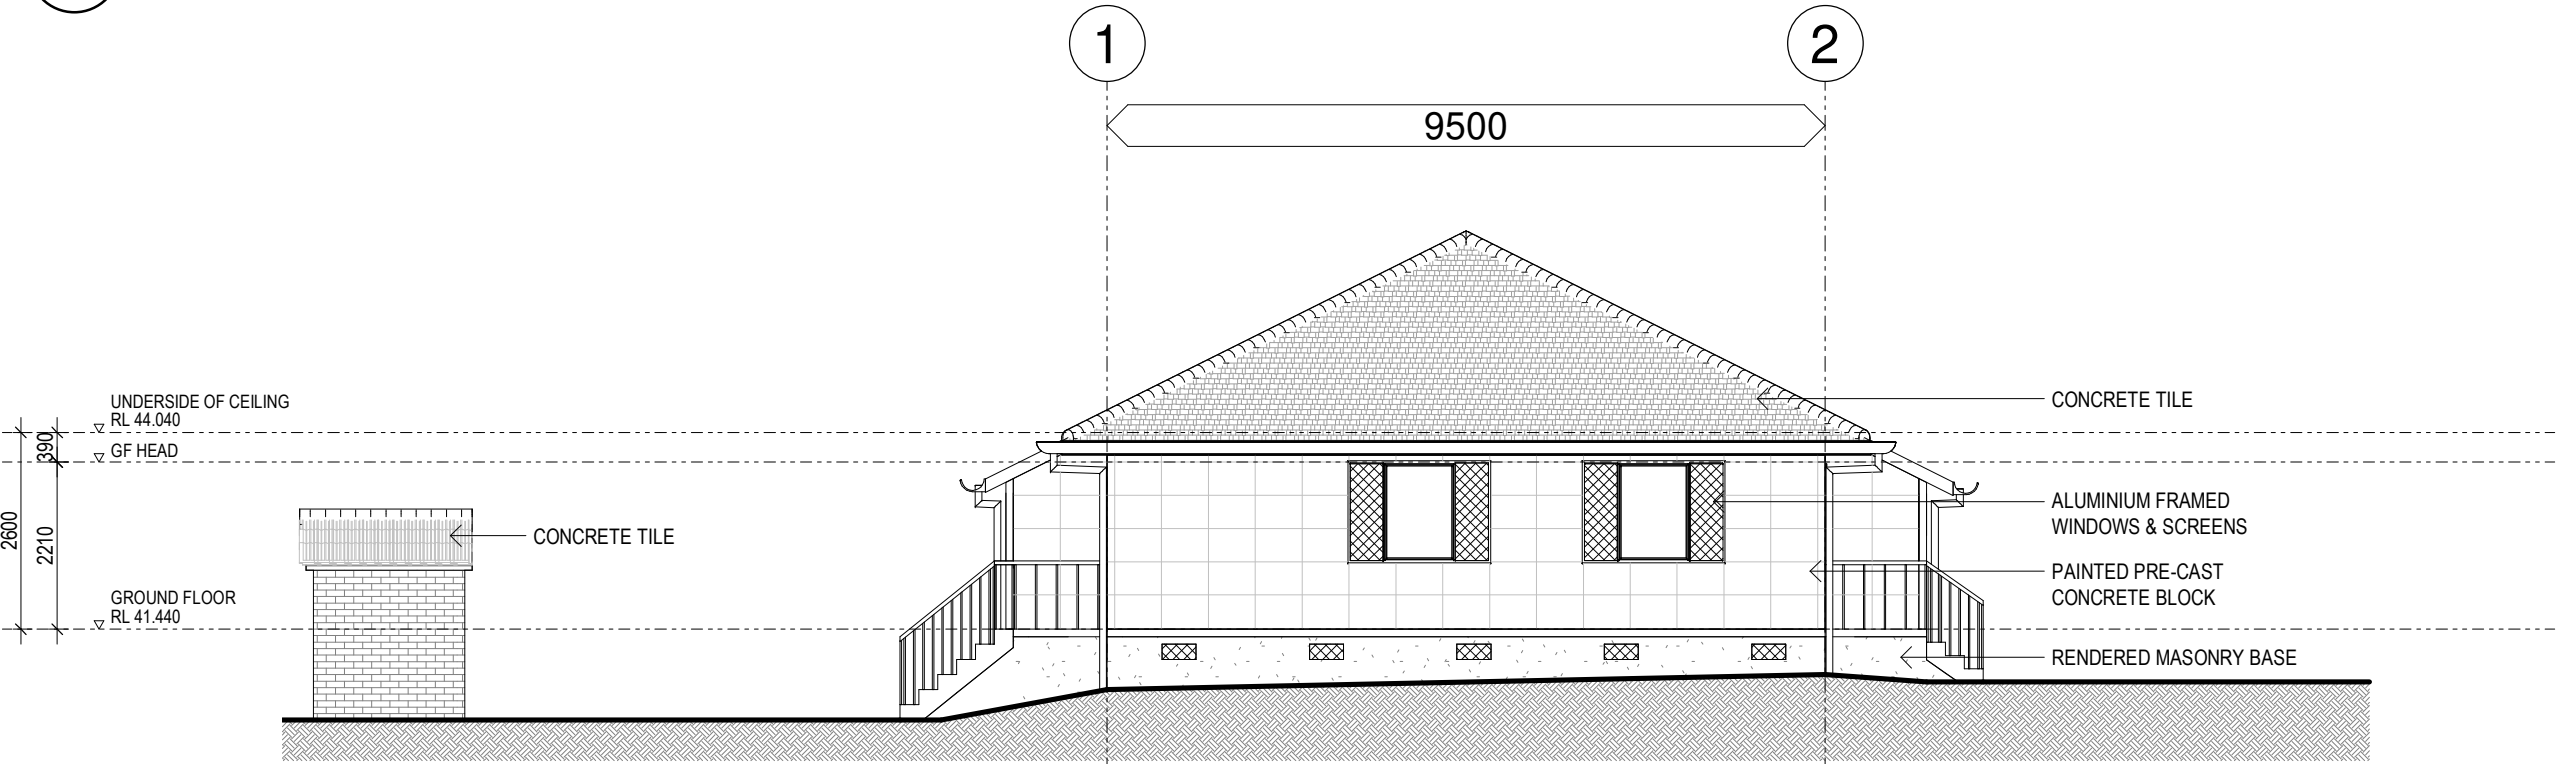 1
2
9500
UNDERSIDE OF CEILING
RL 44.040
GF HEAD
390
2600
2210
GROUND FLOOR
RL 41.440
CONCRETE TILE
CONCRETE TILE
ALUMINIUM FRAMED
WINDOWS & SCREENS
PAINTED PRE-CAST
CONCRETE BLOCK
RENDERED MASONRY BASE